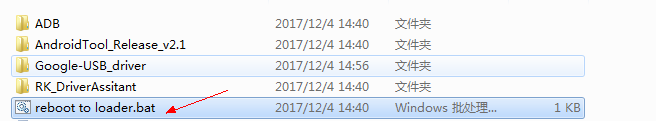 ADB 2017/12/4 14:40 文件夹
AndroidTool_Release_v2.1 2017/12/4 14:40 文件夹
Google-USB_driver 2017/12/4 14:56 文件夹
RK_DriverAssitant 2017/12/4 14:40 文件夹
reboot to loader.bat 2017/12/4 14:40 Windows 批处理... 1 KB